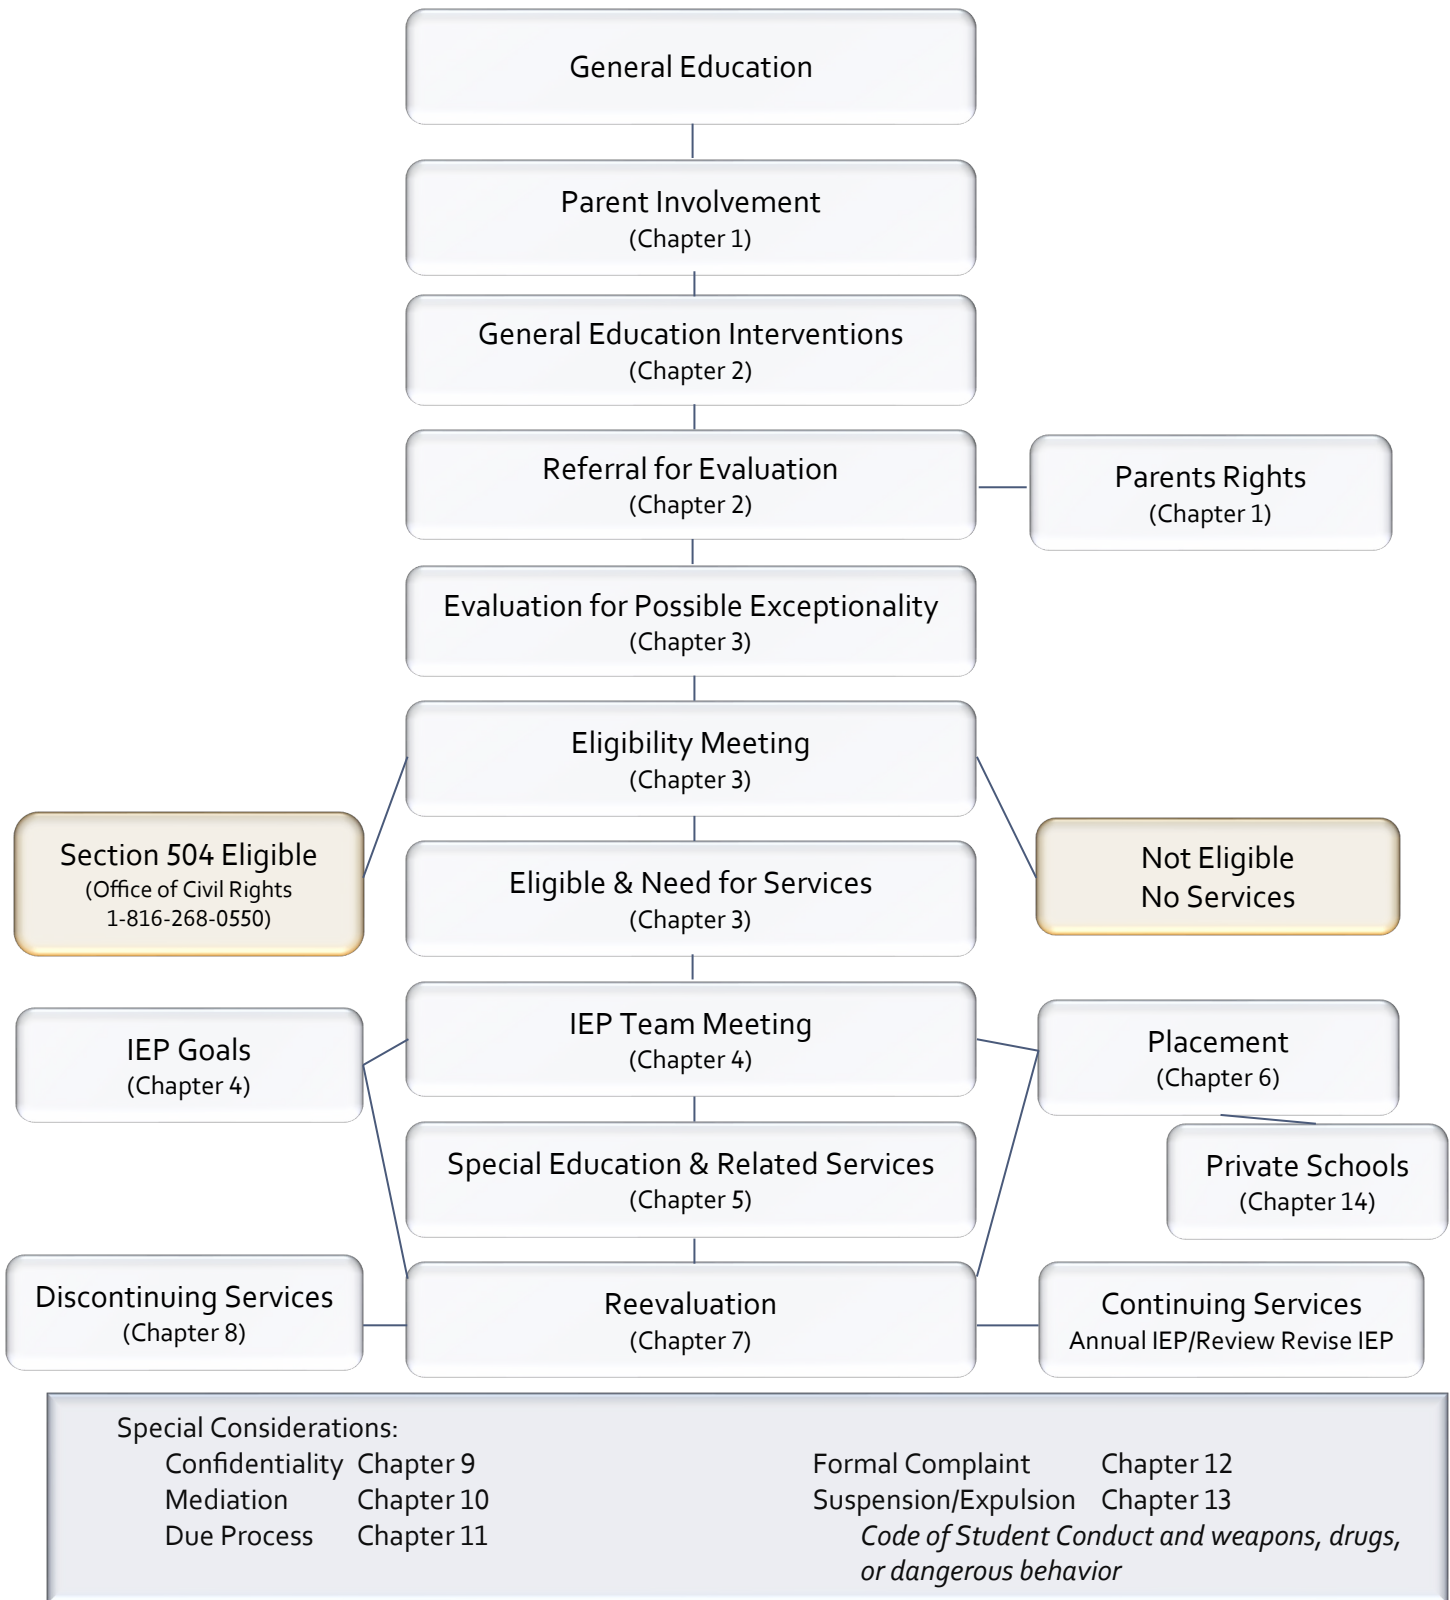 General Education
Parent Involvement
(Chapter 1)
General Education Interventions
(Chapter 2)
Referral for Evaluation
(Chapter 2)
Parents Rights
(Chapter 1)
Evaluation for Possible Exceptionality
(Chapter 3)
Eligibility Meeting
(Chapter 3)
Section 504 Eligible
(Office of Civil Rights
1-816-268-0550)
Eligible & Need for Services
(Chapter 3)
Not Eligible
No Services
IEP Goals
(Chapter 4)
IEP Team Meeting
(Chapter 4)
Placement
(Chapter 6)
Special Education & Related Services
(Chapter 5)
Private Schools
(Chapter 14)
Discontinuing Services
(Chapter 8)
Reevaluation
(Chapter 7)
Continuing Services
Annual IEP/Review Revise IEP
Special Considerations:
Confidentiality Chapter 9
Mediation Chapter 10
Due Process Chapter 11
Formal Complaint Chapter 12
Suspension/Expulsion Chapter 13
Code of Student Conduct and weapons, drugs,
or dangerous behavior